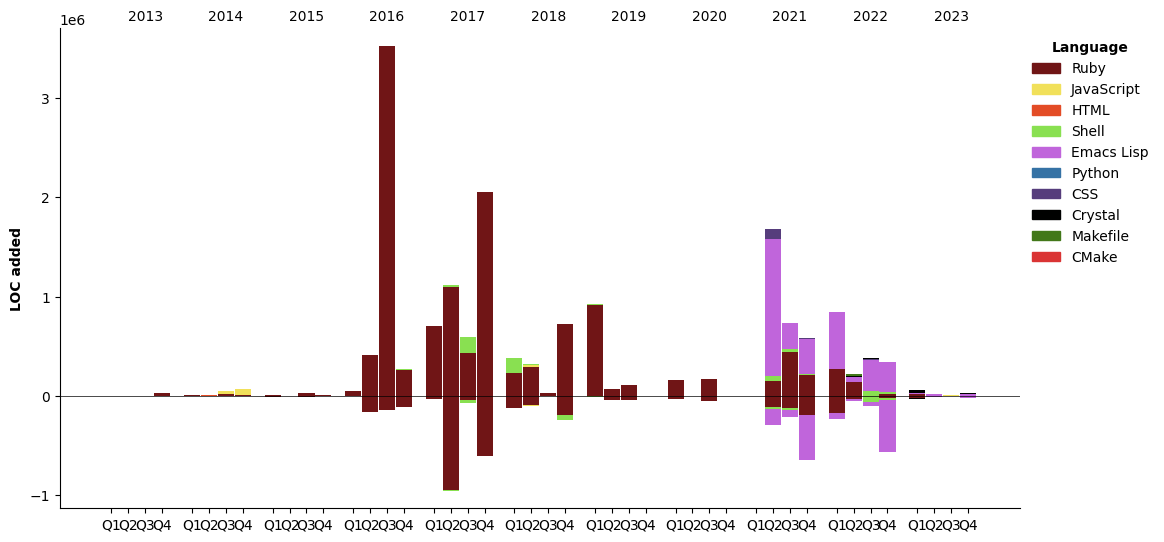 2013 2014 2015 2016 2017 2018 2019 2020 2021 2022 2023
1e6
Language
Ruby
JavaScript
HTML
Shell
Emacs Lisp
Python
CSS
Crystal
Makefile
CMake
LOC added
3
2
1
0
−1
Q1Q2Q3Q4 Q1Q2Q3Q4 Q1Q2Q3Q4 Q1Q2Q3Q4 Q1Q2Q3Q4 Q1Q2Q3Q4 Q1Q2Q3Q4 Q1Q2Q3Q4 Q1Q2Q3Q4 Q1Q2Q3Q4 Q1Q2Q3Q4